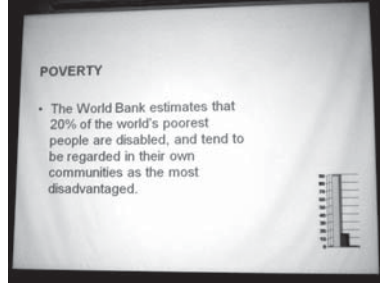 POVERTY
• The World Bank estimates that
20% of the world's poorest
people are disabled, and tend to
be regarded in their own
communities as the most
disadvantaged.